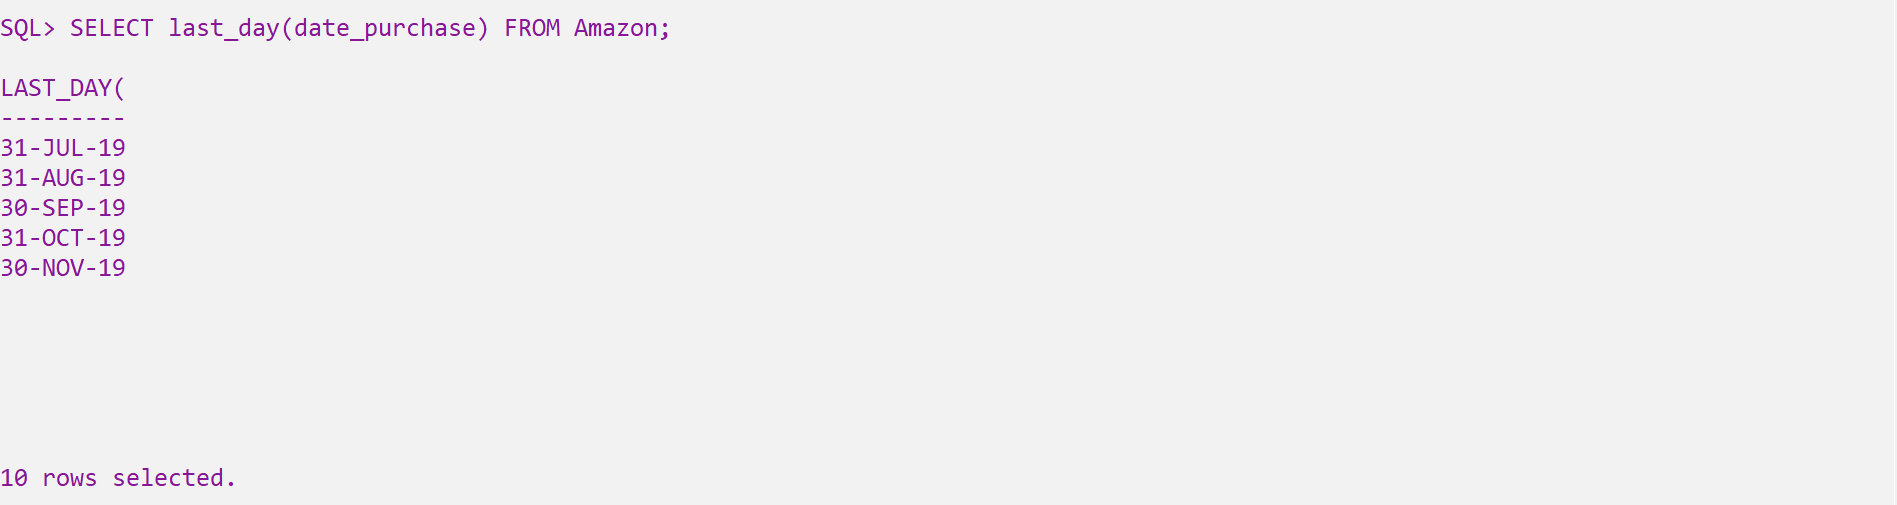 SQL> SELECT last_day(date_purchase) FROM Amazon;
LAST_DAY(
---------
31-JUL-19
31-AUG-19
30-SEP-19
31-OCT-19
30-NOV-19
10 rows selected.